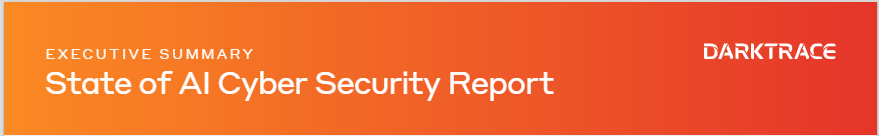 EXECUTIVE SUMMARY
State of AI Cyber Security Report
DARKTRACE